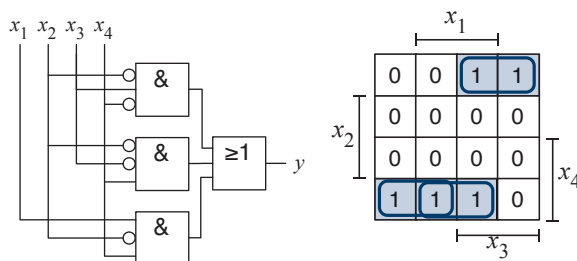 x₁ x₂ x₃ x₄
&
&
&
≥1
y
x₁
0 0 1 1
0 0 0 0
x₂
0 0 0 0
x₄
1 1 1 0
x₃